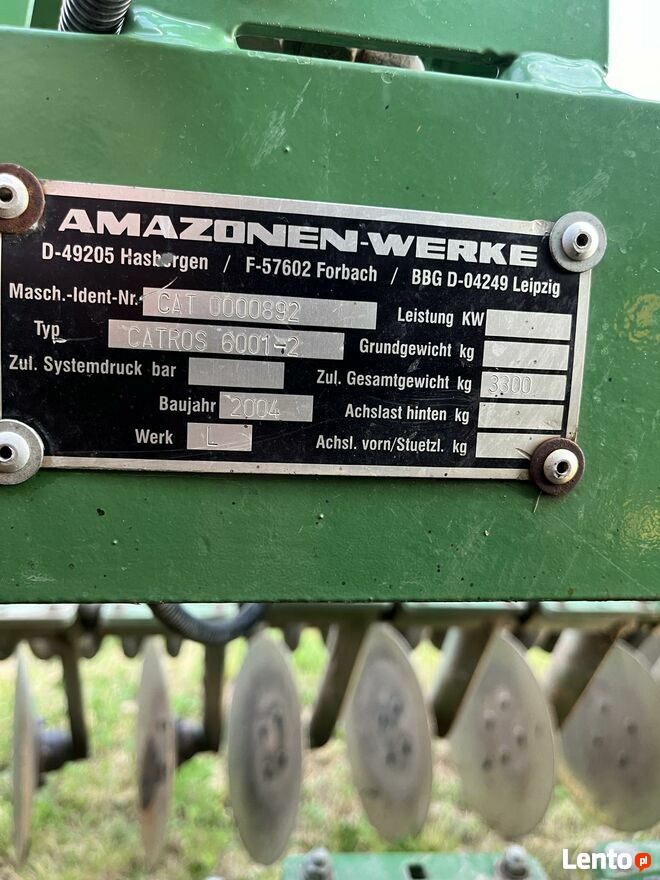 AMAZONEN-WERKE
D-49205 Hasbergen / F-57602 Forbach / BBG D-04249 Leipzig
Masch.-Ident-Nr. CAT 0000892
Leistung KW
Typ CATROS 6001-2
Grundgewicht kg
Zul. Systemdruck bar
Zul. Gesamtgewicht kg 3300
Baujahr 2004
Achslast hinten kg
Werk L
Achsl. vorn/Stuetzl. kg
Lento.pl